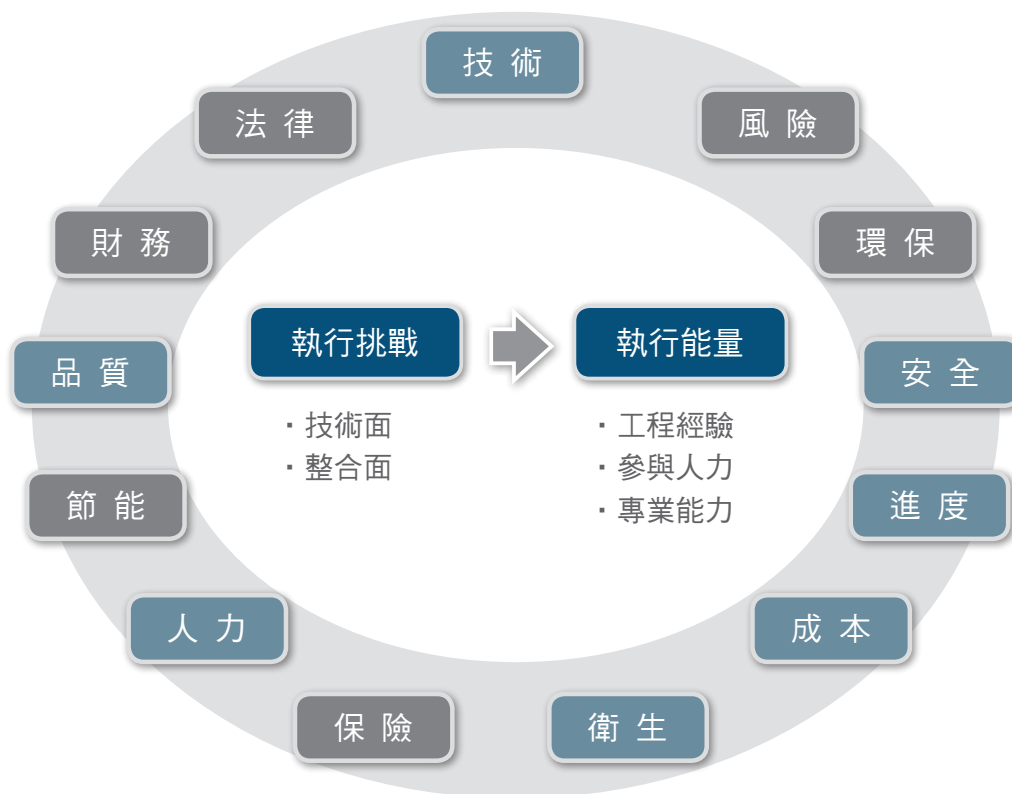 技術
法律
風險
財務
環保
執行挑戰
執行能量
品質
安全
・技術面
・整合面
・工程經驗
・參與人力
・專業能力
節能
進度
人力
成本
保險
衛生